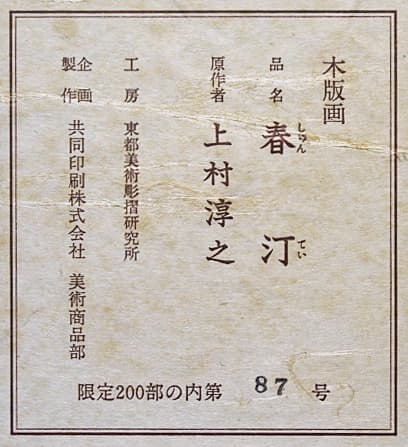 木版画
品名 春汀
しゅん てい
原作者 上村淳之
工房 東都美術彫摺研究所
企画
製作 共同印刷株式会社 美術商品部
限定200部の内第 87 号